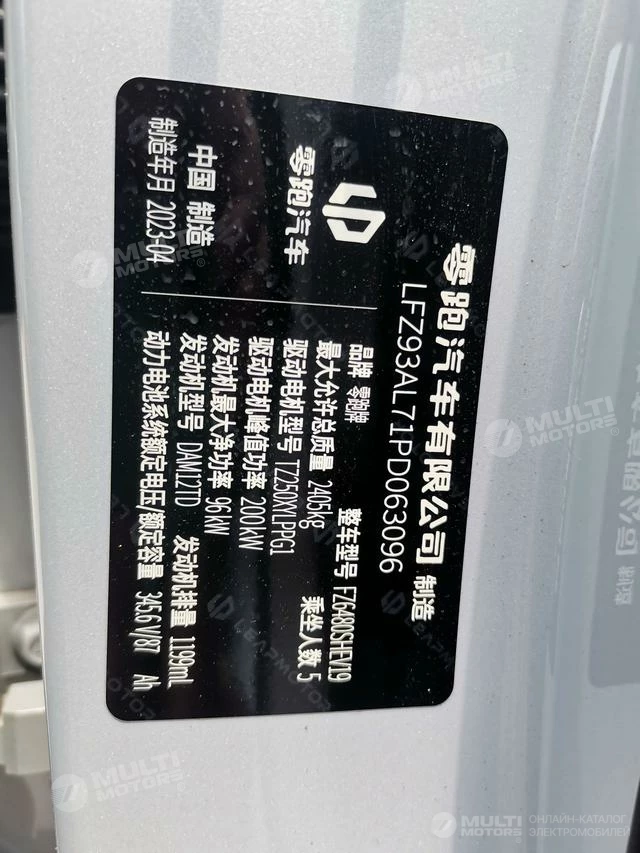 零跑汽车有限公司 制造
LFZ93AL71PD063096
零跑汽车
品牌 零跑牌 整车型号 FZ6480SHEV19
最大允许总质量 2405kg 乘坐人数 5
驱动电机型号 TZ250XYLPPG1
驱动电机峰值功率 200kW
发动机最大净功率 96kW
发动机型号 DAM12TD 发动机排量 1199mL
动力电池系统额定电压/额定容量 345.6 V/87 Ah
中国 制造
制造年月 2023-04
MULTI MOTORS
ОНЛАЙН-КАТАЛОГ
ЭЛЕКТРОМОБИЛЕЙ
LEAPMOTOR